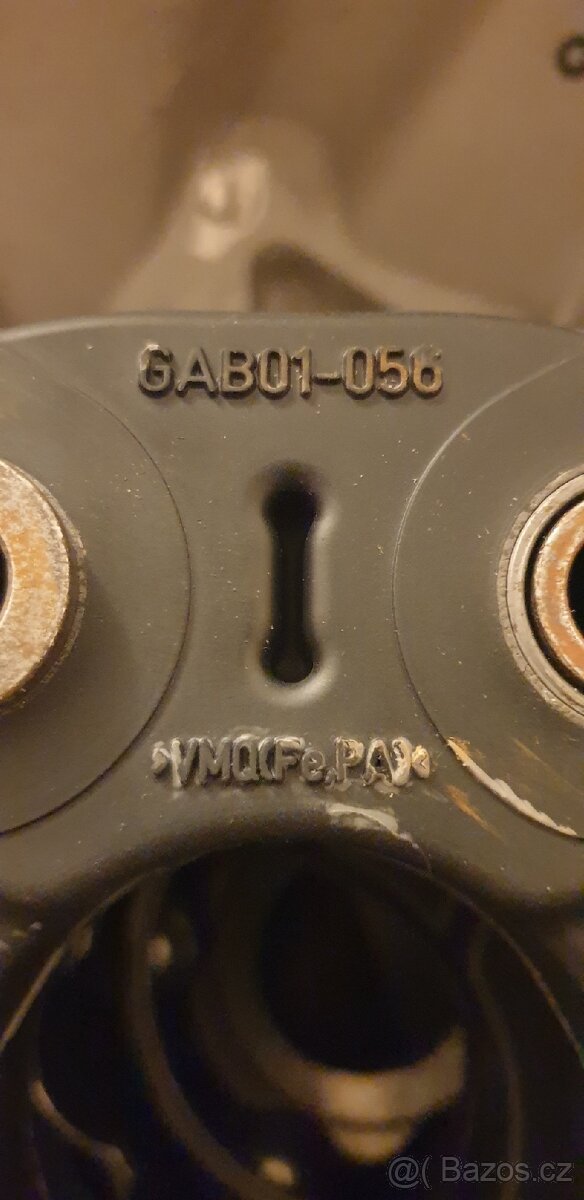 GAB01-056
>VMQ(Fe,PA)<
@( Bazos.cz